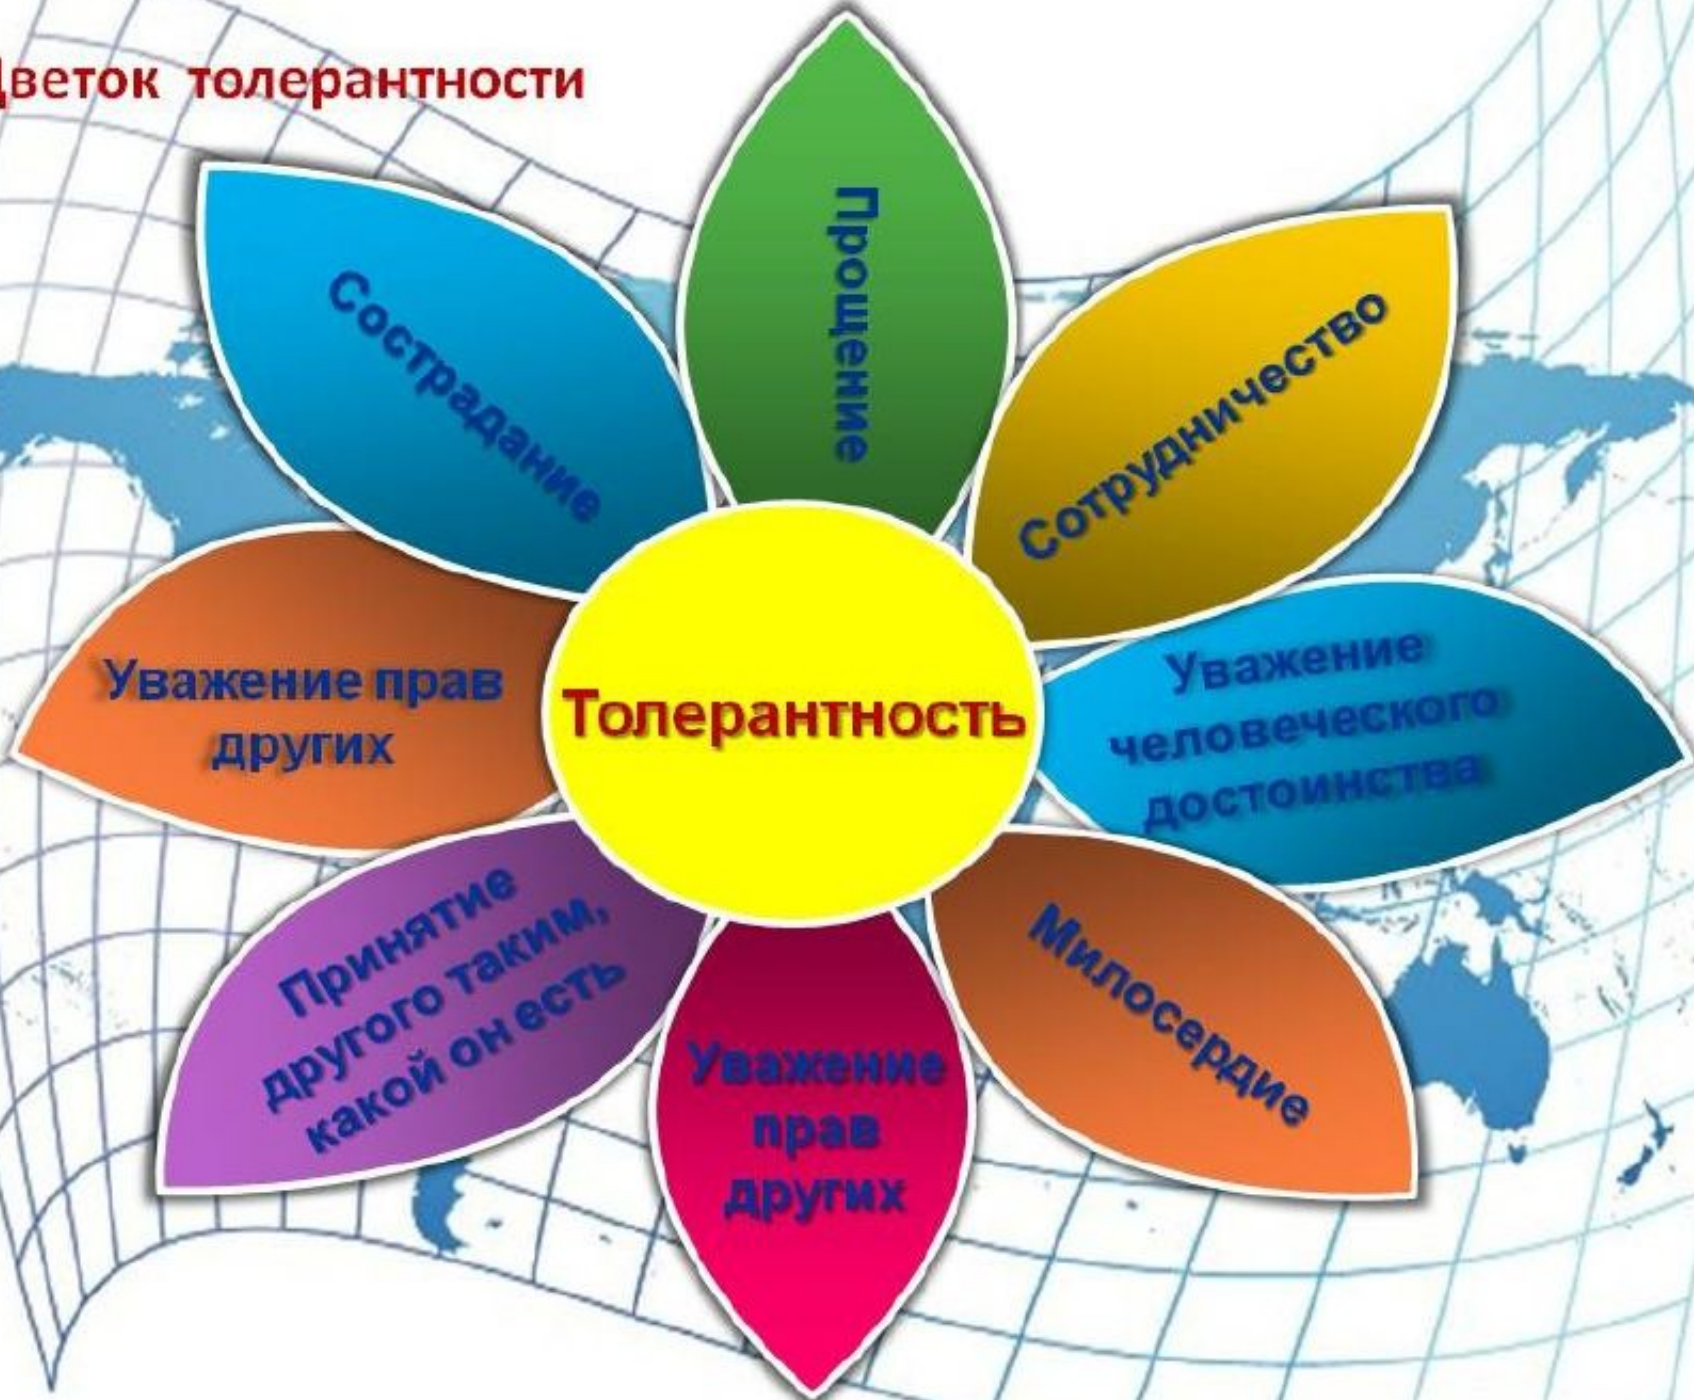 Цветок толерантности
Прощение
Сострадание
Сотрудничество
Уважение прав
других
Толерантность
Уважение
человеческого
достоинства
Принятие
другого таким,
какой он есть
Уважение
прав
других
Милосердие